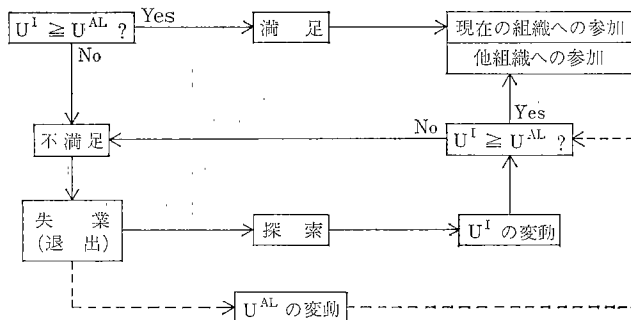 U^I ≧ U^AL ?
Yes
満 足
現在の組織への参加
他組織への参加
No
Yes
不満足
No
U^I ≧ U^AL ?
失 業
(退 出)
探 索
U^I の変動
U^AL の変動